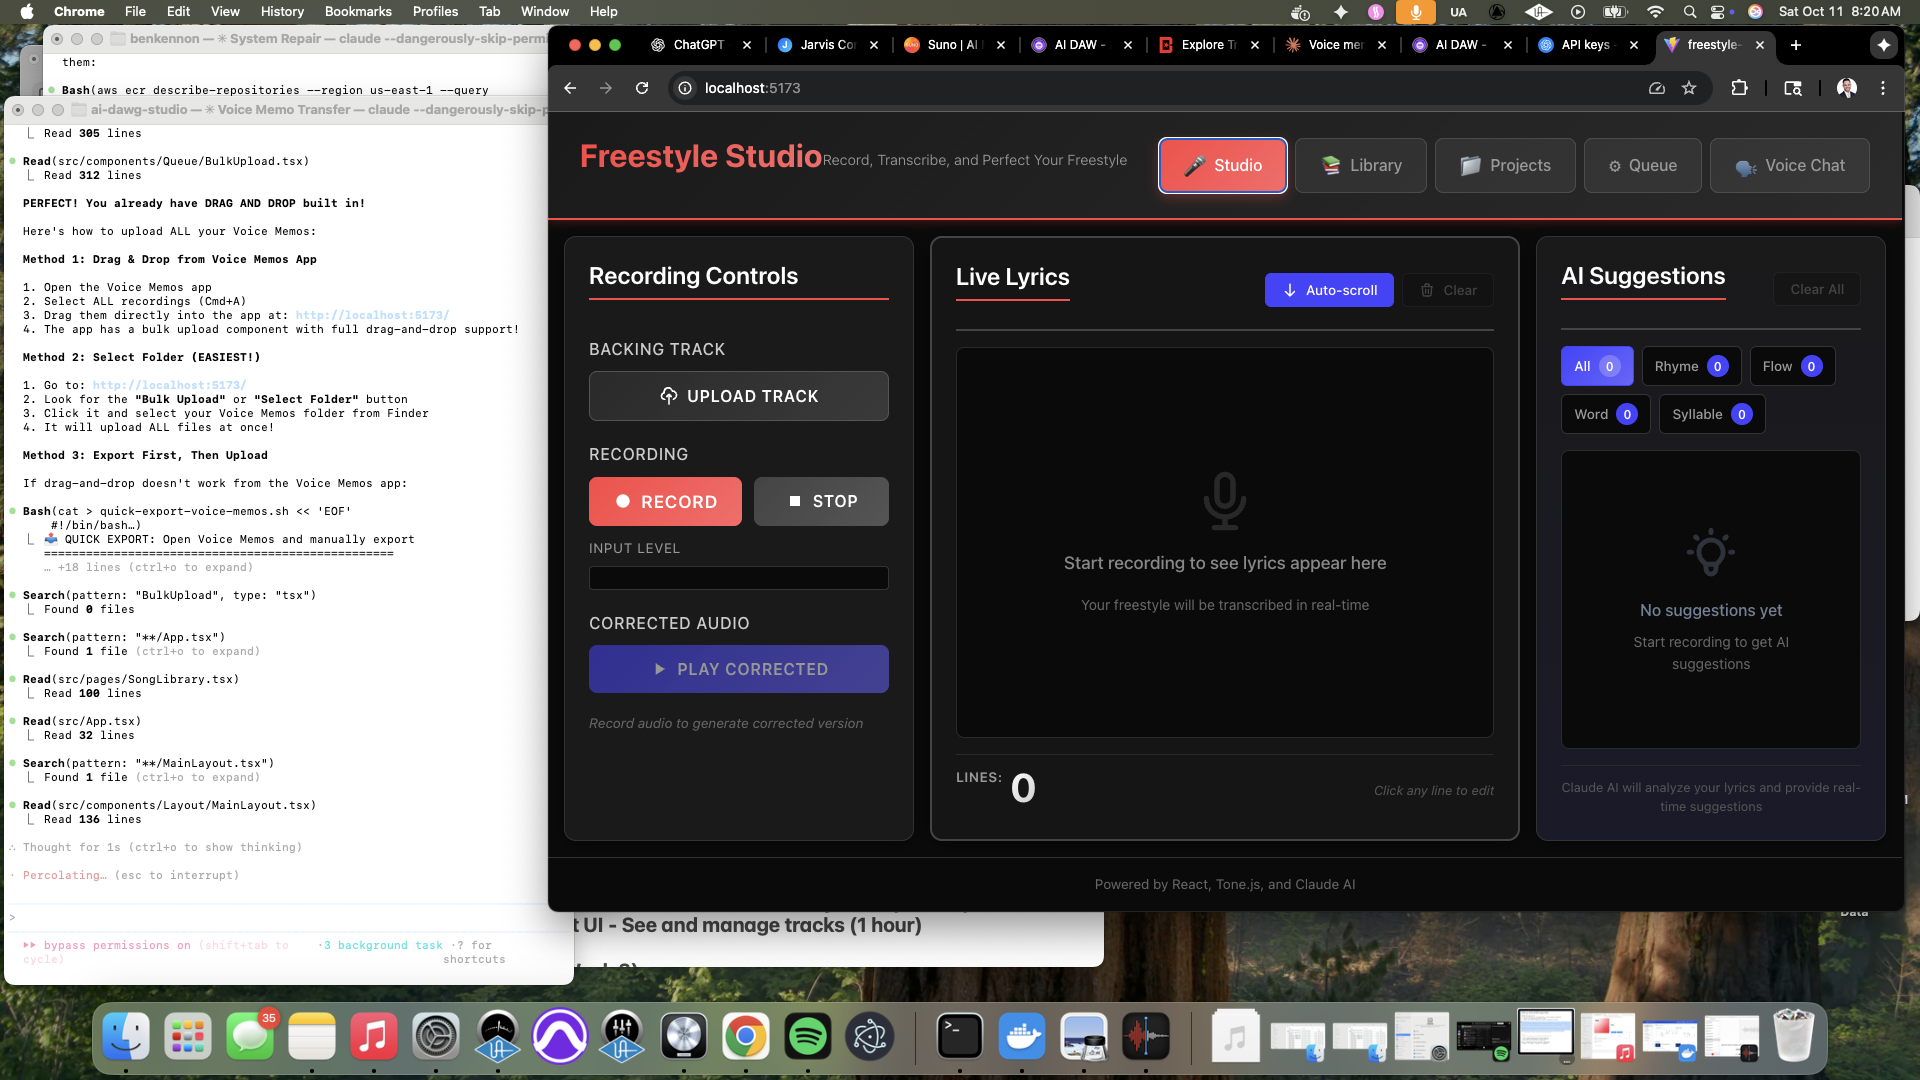 Chrome File Edit View History Bookmarks Profiles Tab Window Help
UA
Sat Oct 11 8:20 AM
benkennon — ✳ System Repair — claude --dangerously-skip-permi
them:
Bash(aws ecr describe-repositories --region us-east-1 --query
ai-dawg-studio — ✳ Voice Memo Transfer — claude --dangerously-skip-p
Read 305 lines
Read(src/components/Queue/BulkUpload.tsx)
Read 312 lines
PERFECT! You already have DRAG AND DROP built in!
Here's how to upload ALL your Voice Memos:
Method 1: Drag & Drop from Voice Memos App
1. Open the Voice Memos app
2. Select ALL recordings (Cmd+A)
3. Drag them directly into the app at: http://localhost:5173/
4. The app has a bulk upload component with full drag-and-drop support!
Method 2: Select Folder (EASIEST!)
1. Go to: http://localhost:5173/
2. Look for the "Bulk Upload" or "Select Folder" button
3. Click it and select your Voice Memos folder from Finder
4. It will upload ALL files at once!
Method 3: Export First, Then Upload
If drag-and-drop doesn't work from the Voice Memos app:
Bash(cat > quick-export-voice-memos.sh << 'EOF'
#!/bin/bash…)
📤 QUICK EXPORT: Open Voice Memos and manually export
==================================================
… +18 lines (ctrl+o to expand)
Search(pattern: "BulkUpload", type: "tsx")
Found 0 files
Search(pattern: "**/App.tsx")
Found 1 file (ctrl+o to expand)
Read(src/pages/SongLibrary.tsx)
Read 100 lines
Read(src/App.tsx)
Read 32 lines
Search(pattern: "**/MainLayout.tsx")
Found 1 file (ctrl+o to expand)
Read(src/components/Layout/MainLayout.tsx)
Read 136 lines
∴ Thought for 1s (ctrl+o to show thinking)
· Percolating… (esc to interrupt)
>
▸▸ bypass permissions on (shift+tab to cycle)
· 3 background task · ? for shortcuts
ChatGPT
Jarvis Co
Suno | AI
AI DAW -
Explore Tr
Voice mer
AI DAW -
API keys -
freestyle-
localhost:5173
Freestyle Studio
Record, Transcribe, and Perfect Your Freestyle
🎤 Studio
📚 Library
📁 Projects
⚙ Queue
🗣 Voice Chat
Recording Controls
BACKING TRACK
UPLOAD TRACK
RECORDING
RECORD
STOP
INPUT LEVEL
CORRECTED AUDIO
PLAY CORRECTED
Record audio to generate corrected version
Live Lyrics
Auto-scroll
Clear
Start recording to see lyrics appear here
Your freestyle will be transcribed in real-time
LINES: 0
Click any line to edit
AI Suggestions
Clear All
All 0
Rhyme 0
Flow 0
Word 0
Syllable 0
No suggestions yet
Start recording to get AI
suggestions
Claude AI will analyze your lyrics and provide real-
time suggestions
Powered by React, Tone.js, and Claude AI
t UI - See and manage tracks (1 hour)
Data
35